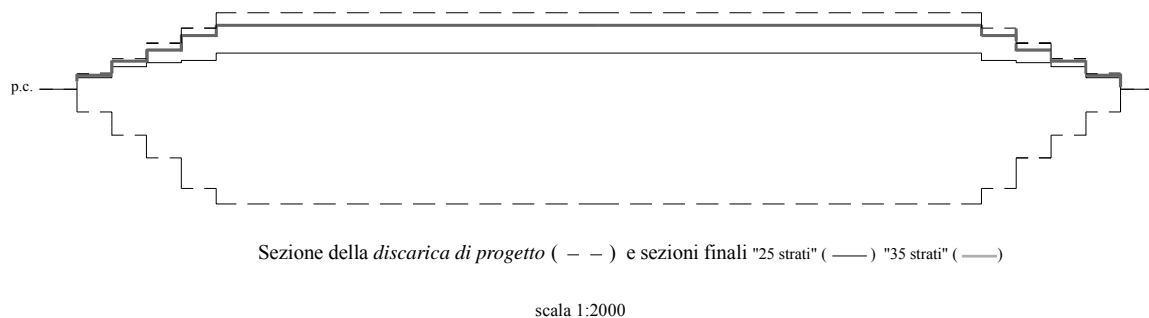 p.c.
Sezione della discarica di progetto ( – – ) e sezioni finali "25 strati" ( —— ) "35 strati" ( —— )
scala 1:2000